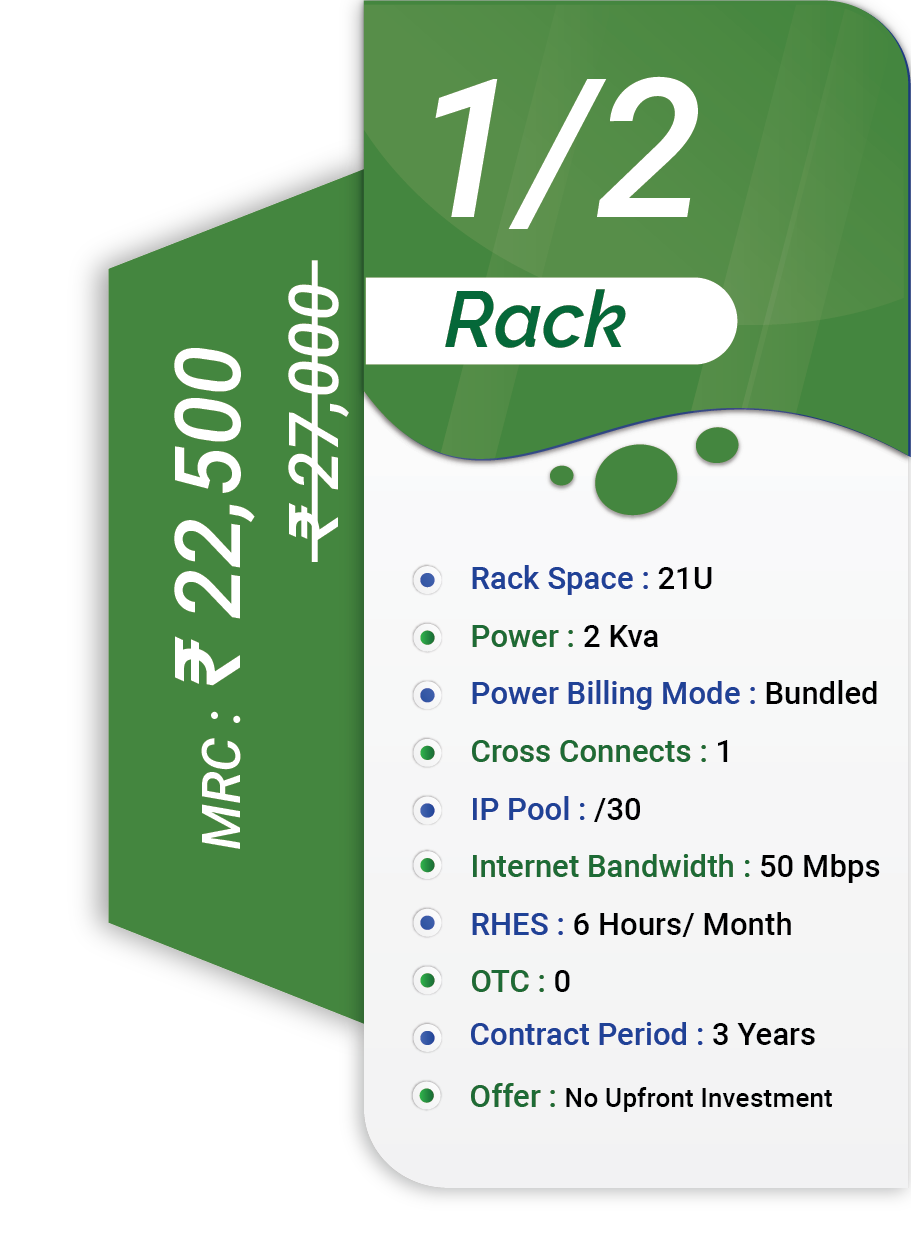 1/2
Rack
MRC : ₹ 22,500
₹ 27,000
Rack Space : 21U
Power : 2 Kva
Power Billing Mode : Bundled
Cross Connects : 1
IP Pool : /30
Internet Bandwidth : 50 Mbps
RHES : 6 Hours/ Month
OTC : 0
Contract Period : 3 Years
Offer : No Upfront Investment